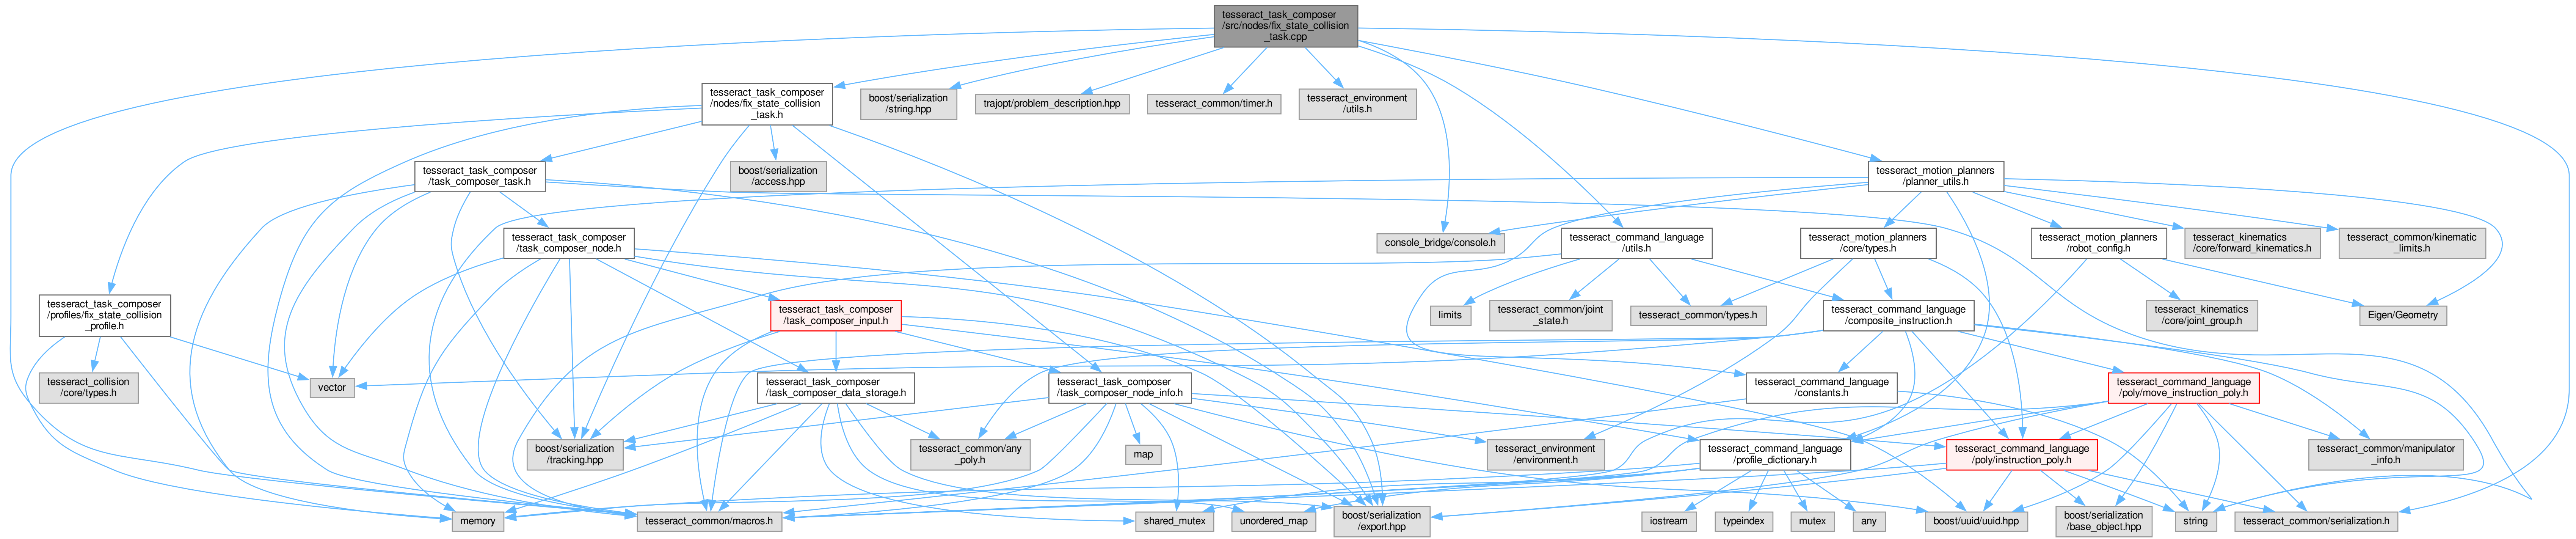 tesseract_task_composer
/src/nodes/fix_state_collision
_task.cpp
tesseract_task_composer
/nodes/fix_state_collision
_task.h
boost/serialization
/string.hpp
trajopt/problem_description.hpp
tesseract_common/timer.h
tesseract_environment
/utils.h
tesseract_task_composer
/task_composer_task.h
boost/serialization
/access.hpp
tesseract_motion_planners
/planner_utils.h
tesseract_task_composer
/task_composer_node.h
console_bridge/console.h
tesseract_command_language
/utils.h
tesseract_motion_planners
/core/types.h
tesseract_motion_planners
/robot_config.h
tesseract_kinematics
/core/forward_kinematics.h
tesseract_common/kinematic
_limits.h
tesseract_task_composer
/profiles/fix_state_collision
_profile.h
tesseract_task_composer
/task_composer_input.h
limits
tesseract_common/joint
_state.h
tesseract_common/types.h
tesseract_command_language
/composite_instruction.h
tesseract_kinematics
/core/joint_group.h
Eigen/Geometry
tesseract_collision
/core/types.h
vector
tesseract_task_composer
/task_composer_data_storage.h
tesseract_task_composer
/task_composer_node_info.h
tesseract_command_language
/constants.h
tesseract_command_language
/poly/move_instruction_poly.h
boost/serialization
/tracking.hpp
tesseract_common/any
_poly.h
map
tesseract_environment
/environment.h
tesseract_command_language
/profile_dictionary.h
tesseract_command_language
/poly/instruction_poly.h
tesseract_common/manipulator
_info.h
memory
tesseract_common/macros.h
shared_mutex
unordered_map
boost/serialization
/export.hpp
iostream
typeindex
mutex
any
boost/uuid/uuid.hpp
boost/serialization
/base_object.hpp
string
tesseract_common/serialization.h